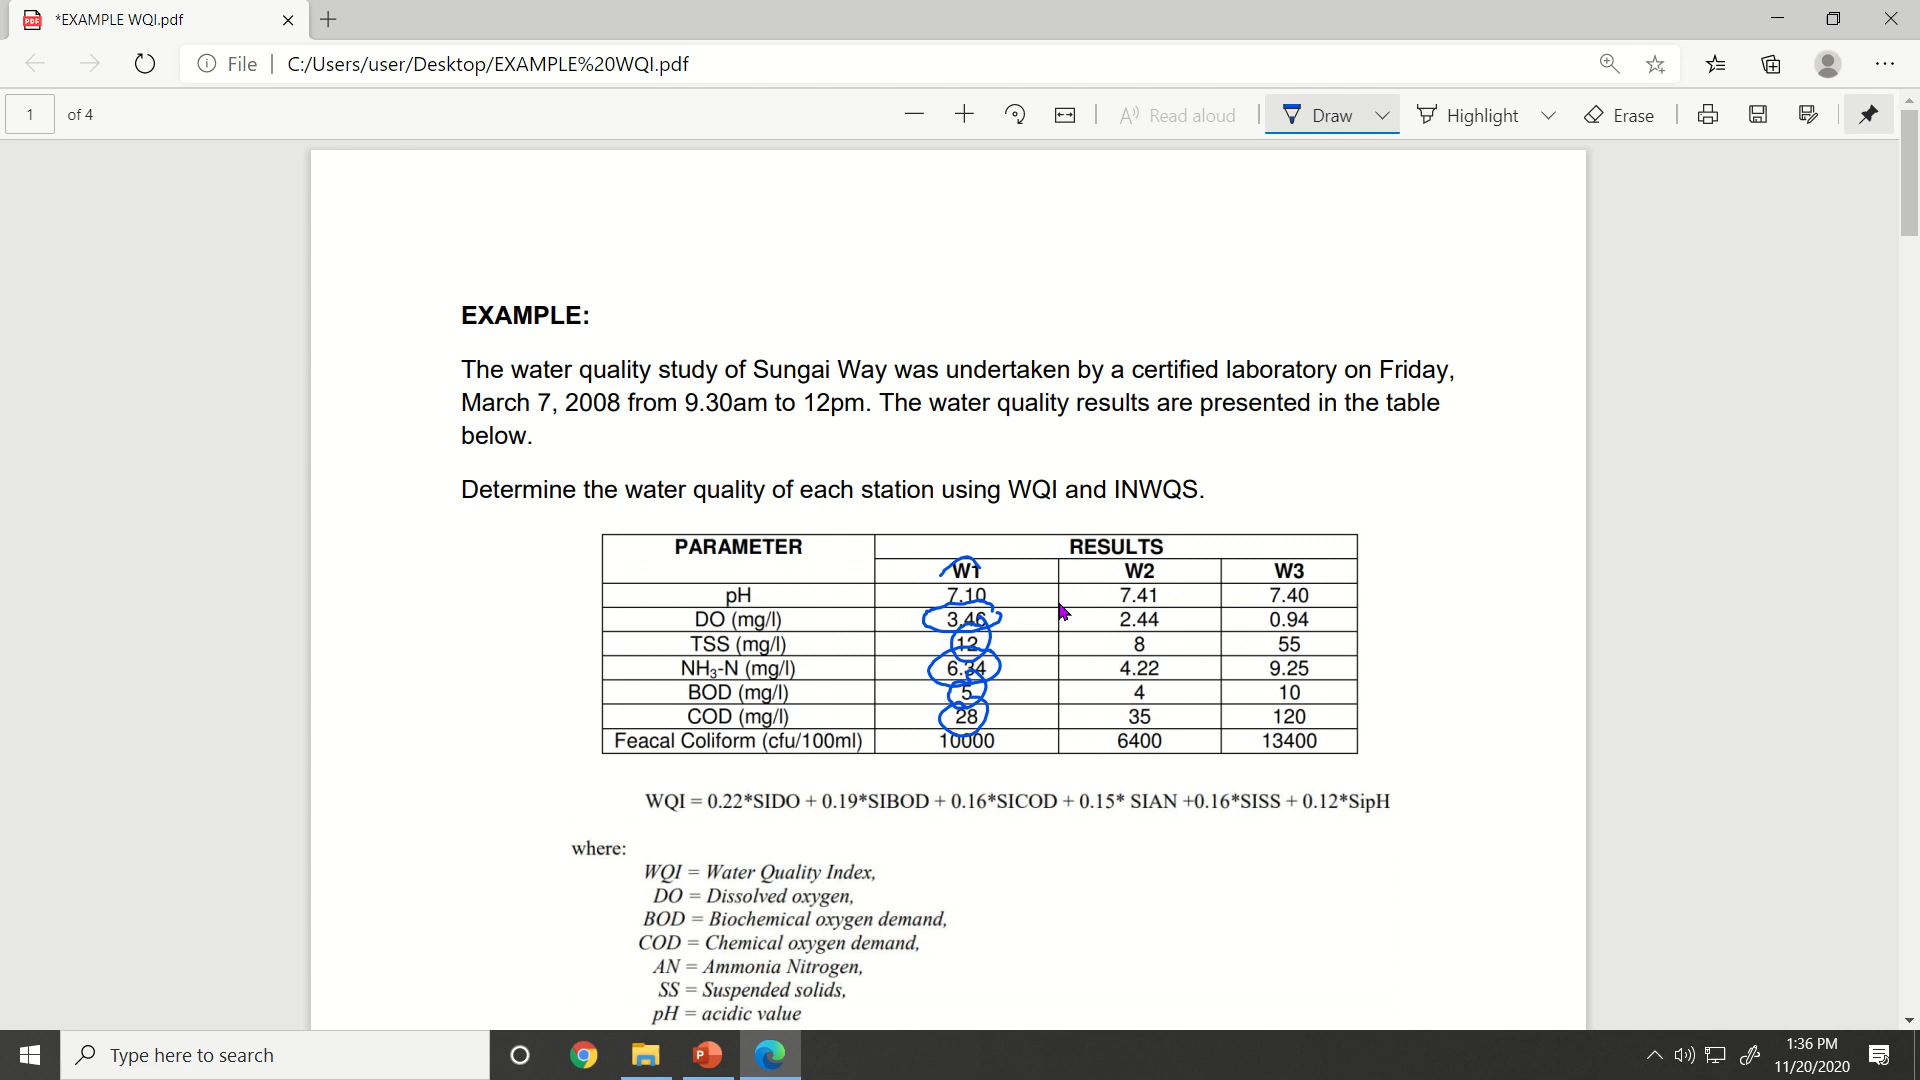 *EXAMPLE WQI.pdf
File | C:/Users/user/Desktop/EXAMPLE%20WQI.pdf
1 of 4 Read aloud Draw Highlight Erase
EXAMPLE:
The water quality study of Sungai Way was undertaken by a certified laboratory on Friday,
March 7, 2008 from 9.30am to 12pm. The water quality results are presented in the table
below.
Determine the water quality of each station using WQI and INWQS.
PARAMETER RESULTS
W1 W2 W3
pH 7.10 7.41 7.40
DO (mg/l) 3.46 2.44 0.94
TSS (mg/l) 12 8 55
NH₃-N (mg/l) 6.34 4.22 9.25
BOD (mg/l) 5 4 10
COD (mg/l) 28 35 120
Feacal Coliform (cfu/100ml) 10000 6400 13400
WQI = 0.22*SIDO + 0.19*SIBOD + 0.16*SICOD + 0.15* SIAN +0.16*SISS + 0.12*SipH
where:
WQI = Water Quality Index,
DO = Dissolved oxygen,
BOD = Biochemical oxygen demand,
COD = Chemical oxygen demand,
AN = Ammonia Nitrogen,
SS = Suspended solids,
pH = acidic value
Type here to search
1:36 PM
11/20/2020